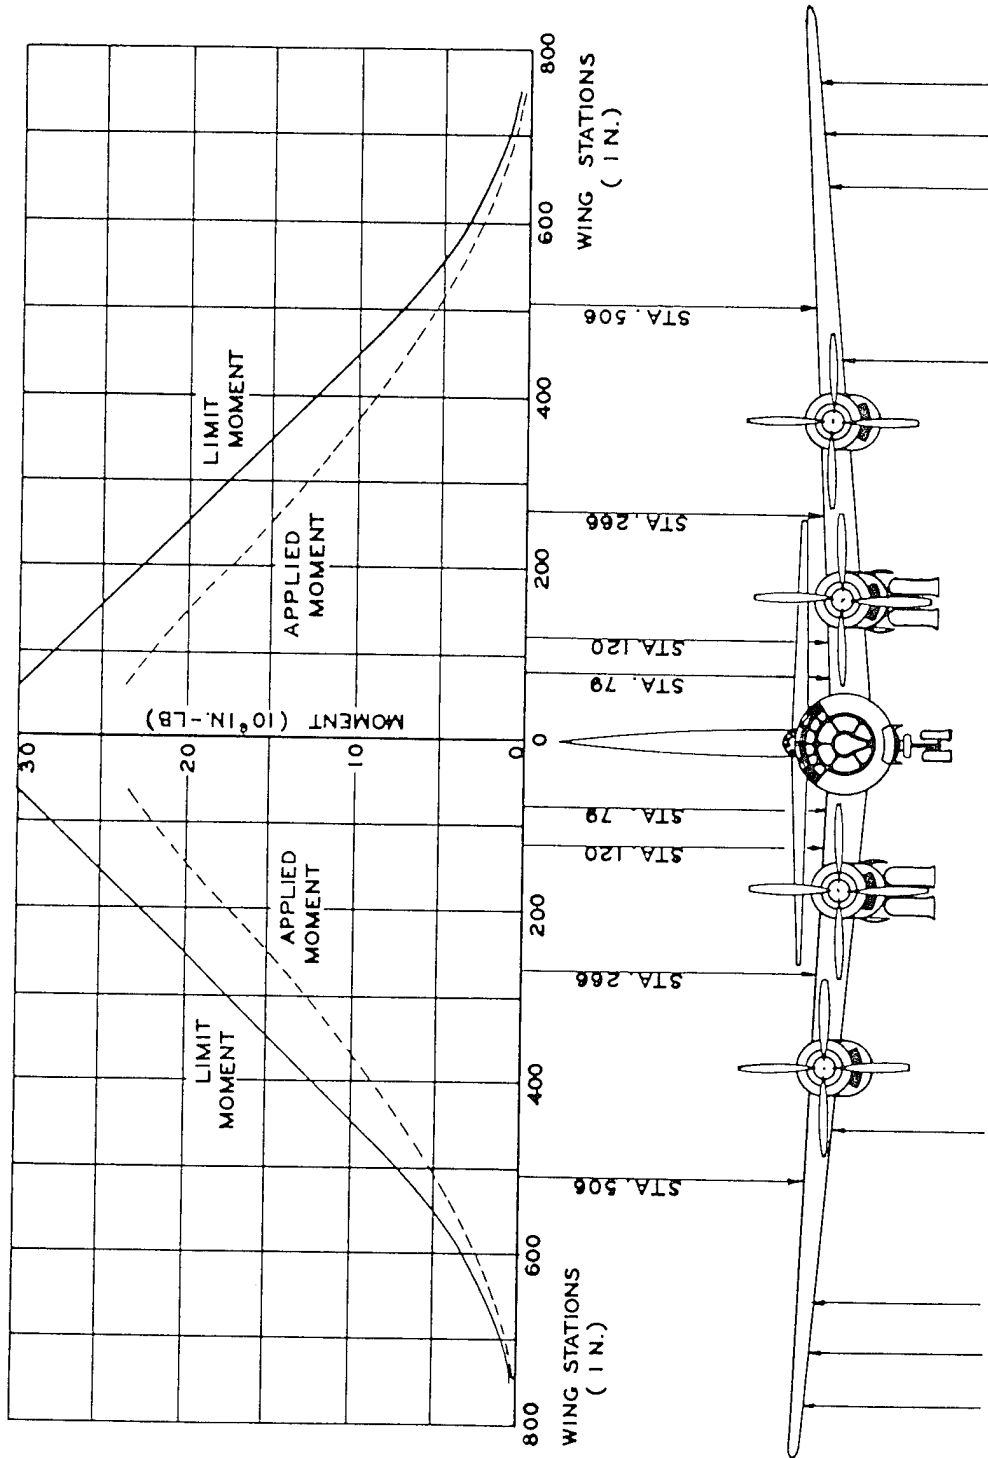 MOMENT (10⁶ IN.-LB)
30
20
10
0
LIMIT
MOMENT
APPLIED
MOMENT
LIMIT
MOMENT
APPLIED
MOMENT
800
600
400
200
0
200
400
600
800
WING STATIONS
( IN.)
WING STATIONS
( IN.)
STA. 506
STA. 266
STA. 120
STA. 79
STA. 79
STA. 120
STA. 266
STA. 506